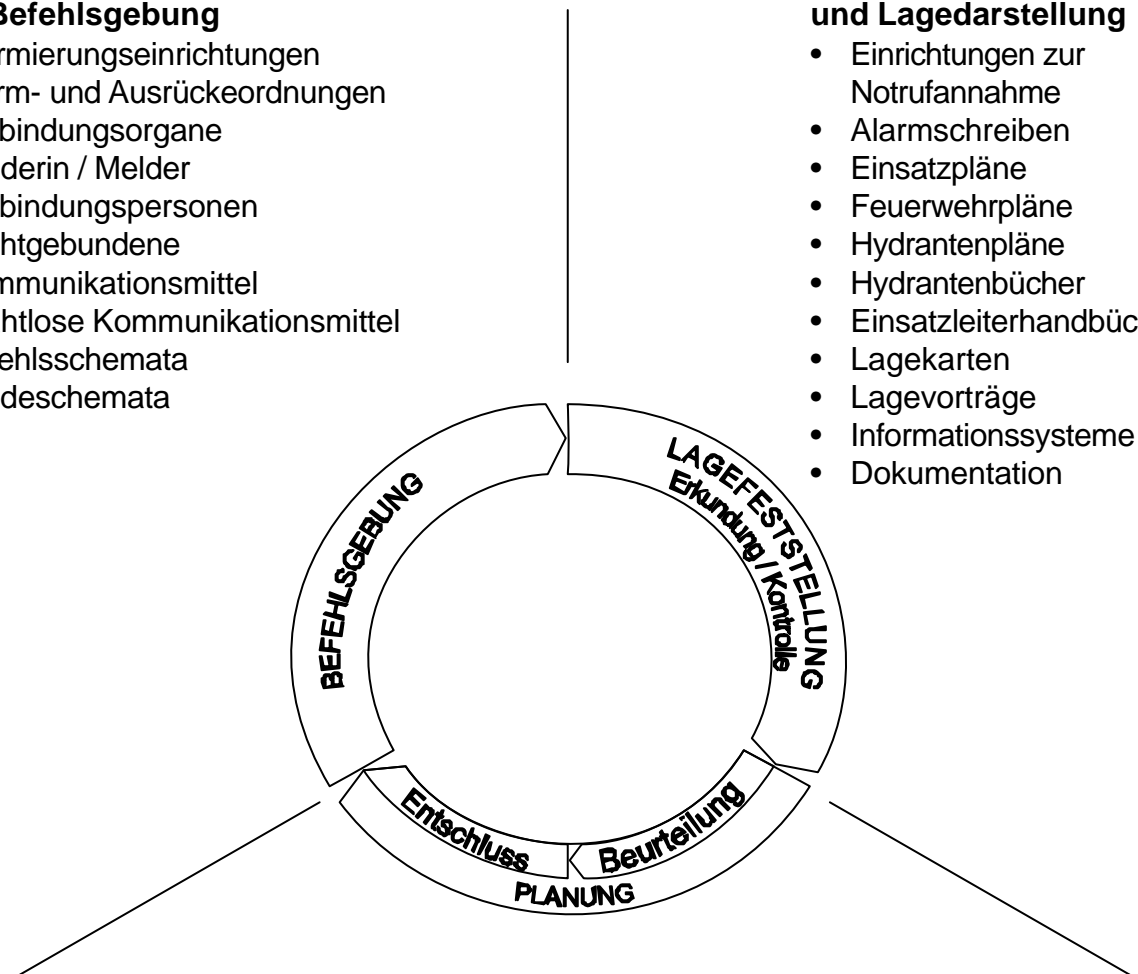 Befehlsgebung
rmierungseinrichtungen
rm- und Ausrückeordnungen
bindungsorgane
derin / Melder
bindungspersonen
htgebundene
mmunikationsmittel
htlose Kommunikationsmittel
ehlsschemata
deschemata
und Lagedarstellung
• Einrichtungen zur
Notrufannahme
• Alarmschreiben
• Einsatzpläne
• Feuerwehrpläne
• Hydrantenpläne
• Hydrantenbücher
• Einsatzleiterhandbüc
• Lagekarten
• Lagevorträge
• Informationssysteme
• Dokumentation
BEFEHLSGEBUNG
LAGEFESTSTELLUNG
Erkundung / Kontrolle
Entschluss
Beurteilung
PLANUNG